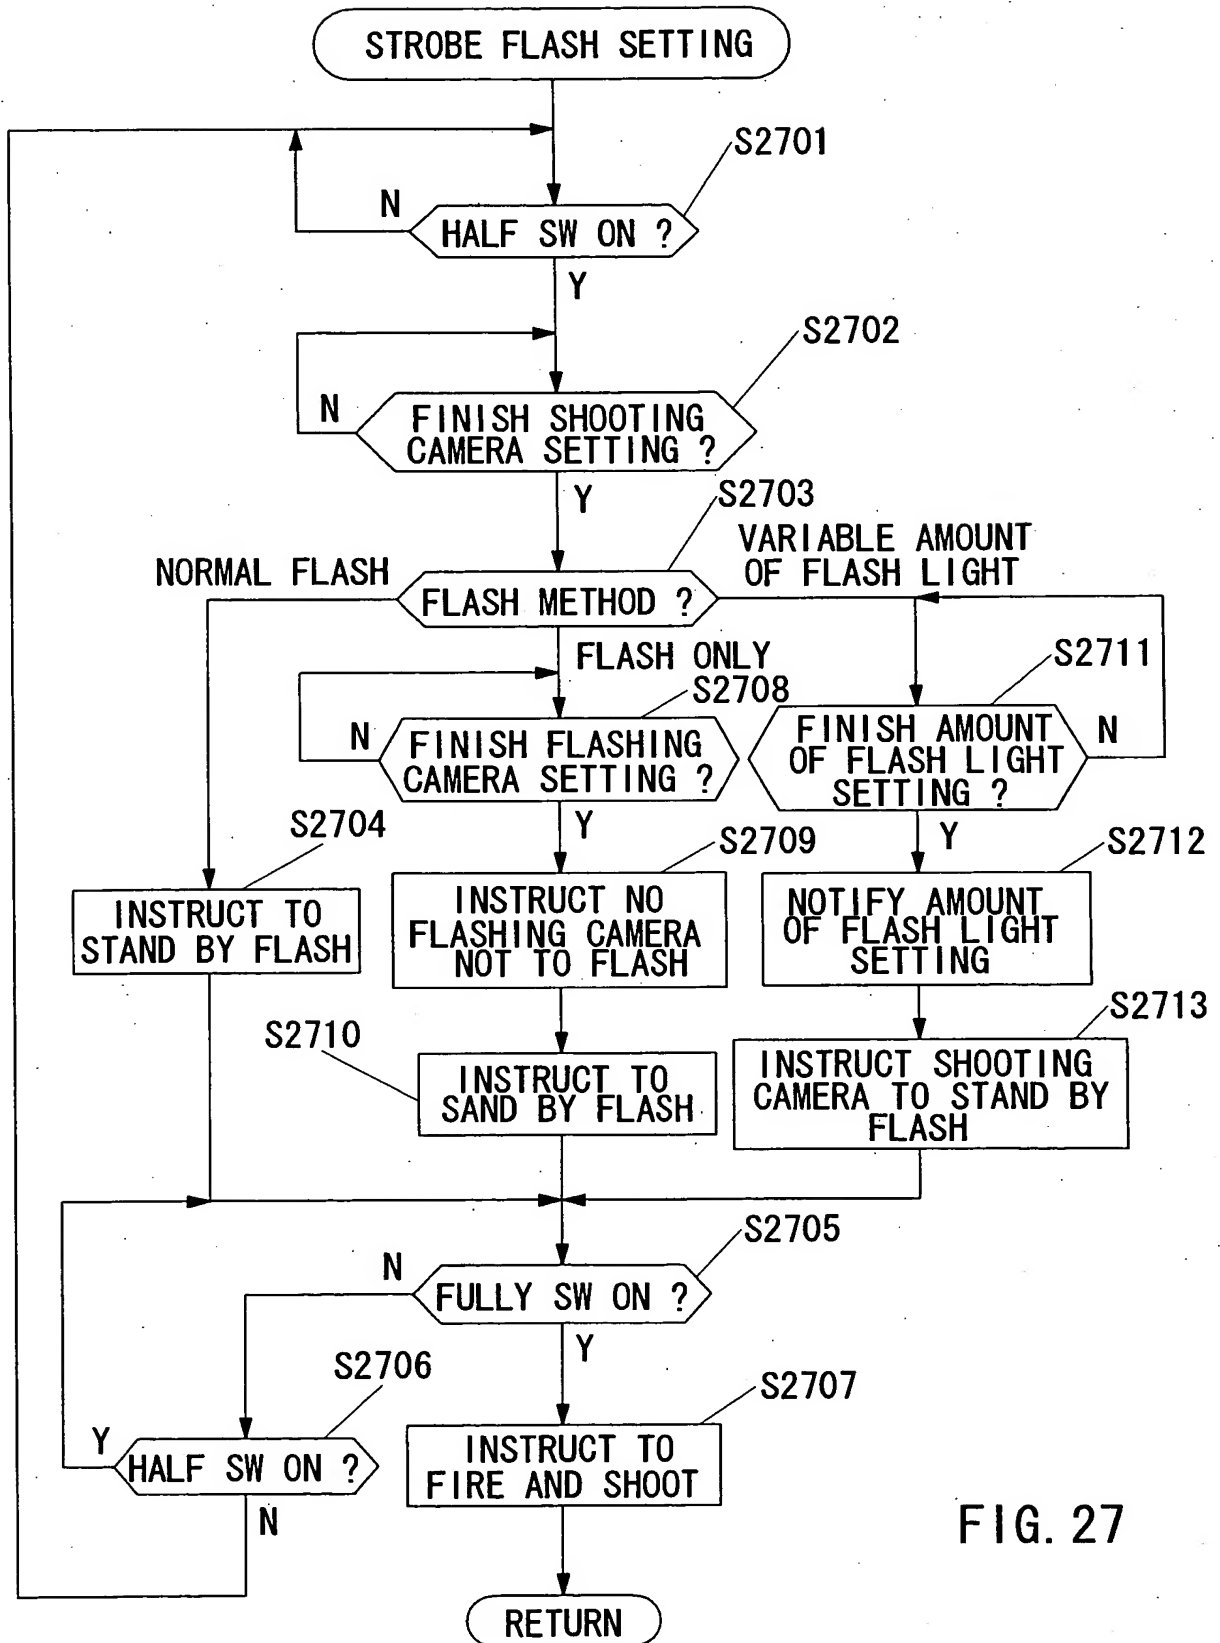 STROBE FLASH SETTING
S2701
N
HALF SW ON ?
Y
S2702
N
FINISH SHOOTING
CAMERA SETTING ?
Y
S2703
NORMAL FLASH
VARIABLE AMOUNT
OF FLASH LIGHT
FLASH METHOD ?
FLASH ONLY
S2708
S2711
N
FINISH FLASHING
CAMERA SETTING ?
FINISH AMOUNT
OF FLASH LIGHT
SETTING ?
N
S2704
Y
S2709
Y
S2712
INSTRUCT TO
STAND BY FLASH
INSTRUCT NO
FLASHING CAMERA
NOT TO FLASH
NOTIFY AMOUNT
OF FLASH LIGHT
SETTING
S2710
S2713
INSTRUCT TO
SAND BY FLASH
INSTRUCT SHOOTING
CAMERA TO STAND BY
FLASH
S2705
N
FULLY SW ON ?
Y
S2706
S2707
Y
HALF SW ON ?
N
INSTRUCT TO
FIRE AND SHOOT
FIG. 27
RETURN